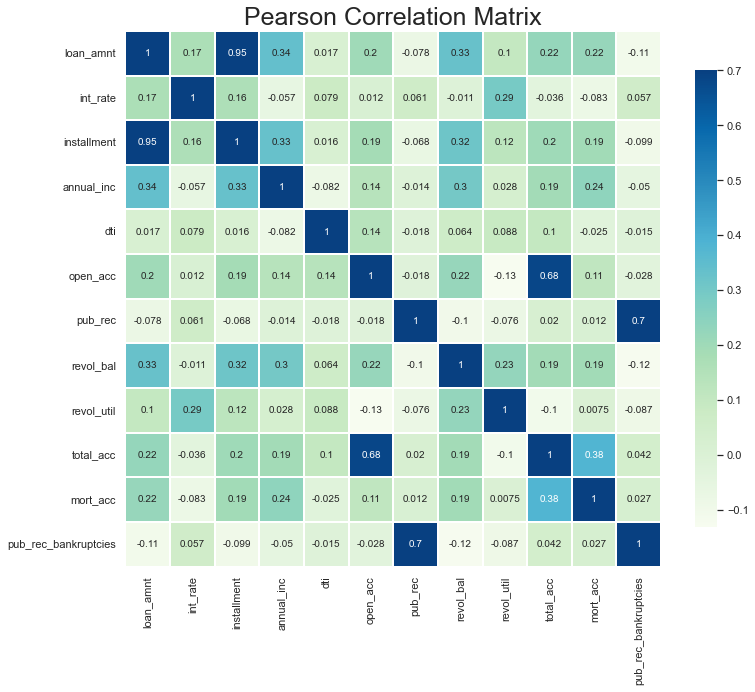 Pearson Correlation Matrix
loan_amnt 1 0.17 0.95 0.34 0.017 0.2 -0.078 0.33 0.1 0.22 0.22 -0.11
int_rate 0.17 1 0.16 -0.057 0.079 0.012 0.061 -0.011 0.29 -0.036 -0.083 0.057
installment 0.95 0.16 1 0.33 0.016 0.19 -0.068 0.32 0.12 0.2 0.19 -0.099
annual_inc 0.34 -0.057 0.33 1 -0.082 0.14 -0.014 0.3 0.028 0.19 0.24 -0.05
dti 0.017 0.079 0.016 -0.082 1 0.14 -0.018 0.064 0.088 0.1 -0.025 -0.015
open_acc 0.2 0.012 0.19 0.14 0.14 1 -0.018 0.22 -0.13 0.68 0.11 -0.028
pub_rec -0.078 0.061 -0.068 -0.014 -0.018 -0.018 1 -0.1 -0.076 0.02 0.012 0.7
revol_bal 0.33 -0.011 0.32 0.3 0.064 0.22 -0.1 1 0.23 0.19 0.19 -0.12
revol_util 0.1 0.29 0.12 0.028 0.088 -0.13 -0.076 0.23 1 -0.1 0.0075 -0.087
total_acc 0.22 -0.036 0.2 0.19 0.1 0.68 0.02 0.19 -0.1 1 0.38 0.042
mort_acc 0.22 -0.083 0.19 0.24 -0.025 0.11 0.012 0.19 0.0075 0.38 1 0.027
pub_rec_bankruptcies -0.11 0.057 -0.099 -0.05 -0.015 -0.028 0.7 -0.12 -0.087 0.042 0.027 1
loan_amnt
int_rate
installment
annual_inc
dti
open_acc
pub_rec
revol_bal
revol_util
total_acc
mort_acc
pub_rec_bankruptcies
0.7
0.6
0.5
0.4
0.3
0.2
0.1
0.0
−0.1